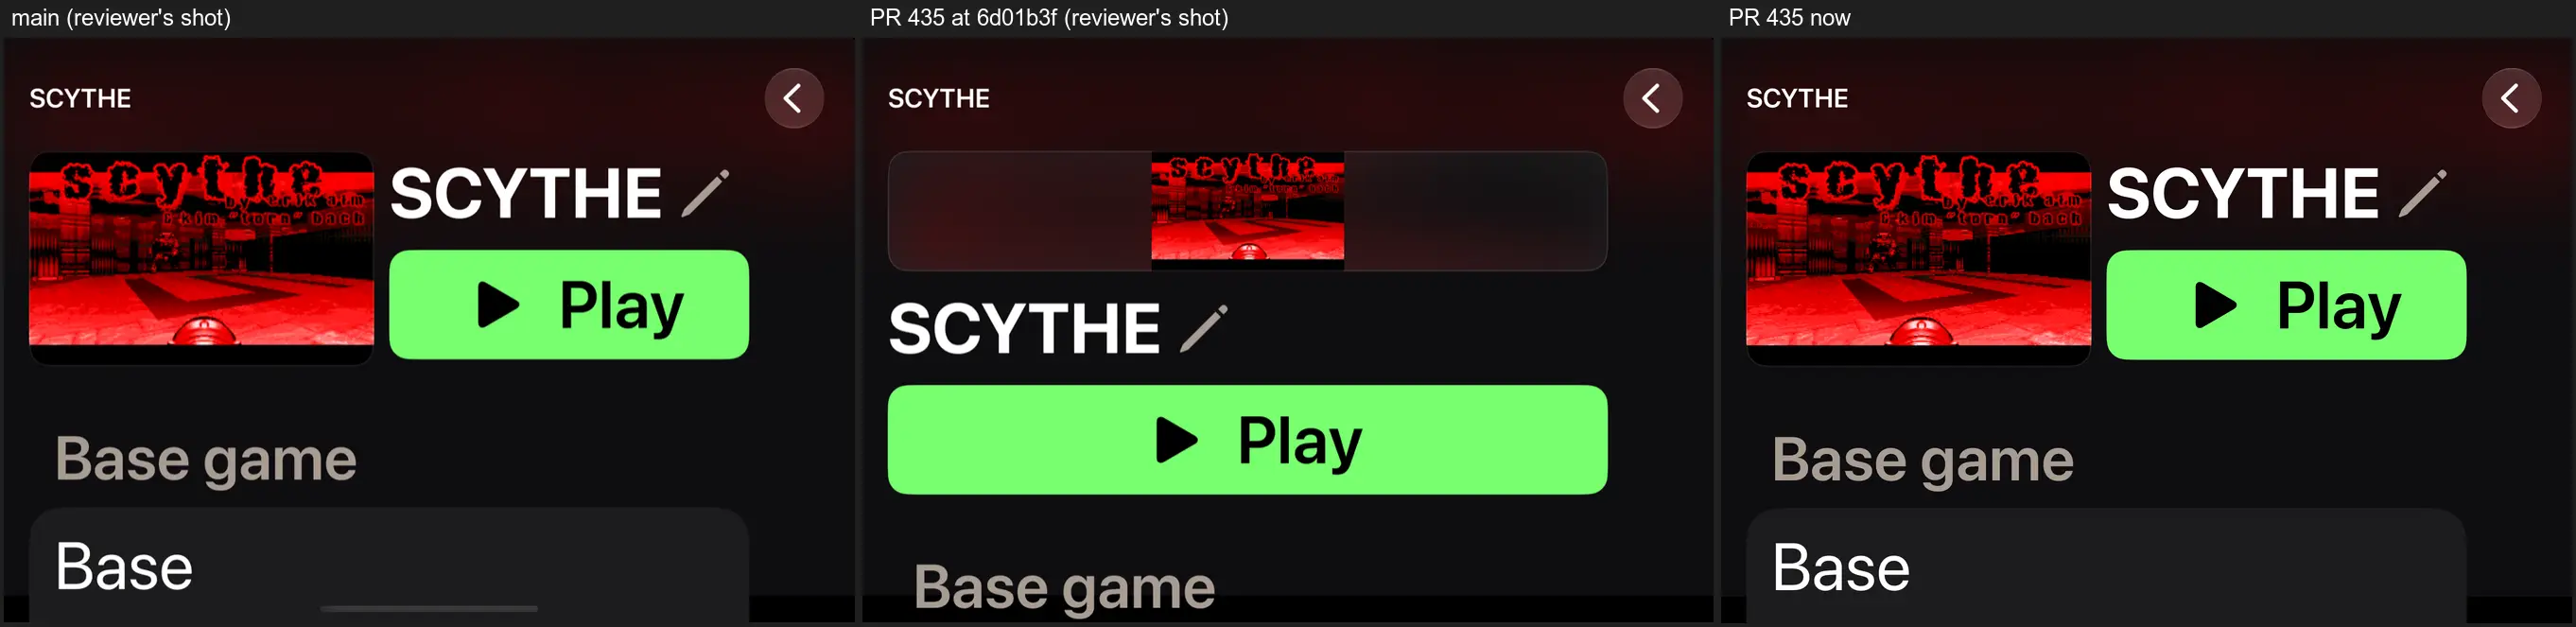 main (reviewer's shot)
SCYTHE
scythe
by erik alm
& kim "torn" bach
SCYTHE
Play
Base game
Base
PR 435 at 6d01b3f (reviewer's shot)
SCYTHE
scythe
SCYTHE
Play
Base game
PR 435 now
SCYTHE
scythe
by erik alm
& kim "torn" bach
SCYTHE
Play
Base game
Base